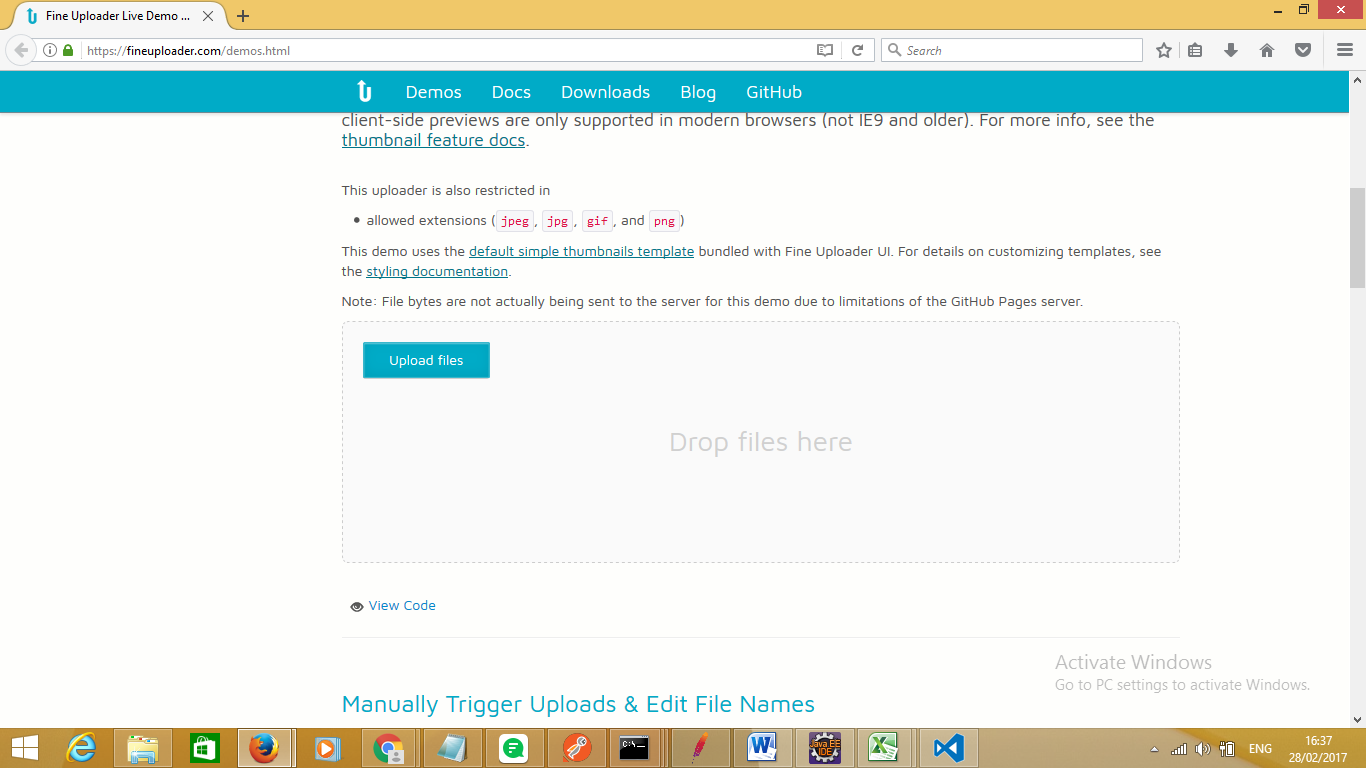 Fine Uploader Live Demo ...
https://fineuploader.com/demos.html
Search
Demos Docs Downloads Blog GitHub
client-side previews are only supported in modern browsers (not IE9 and older). For more info, see the
thumbnail feature docs.
This uploader is also restricted in
• allowed extensions (jpeg, jpg, gif, and png)
This demo uses the default simple thumbnails template bundled with Fine Uploader UI. For details on customizing templates, see
the styling documentation.
Note: File bytes are not actually being sent to the server for this demo due to limitations of the GitHub Pages server.
Upload files
Drop files here
View Code
Activate Windows
Go to PC settings to activate Windows.
Manually Trigger Uploads & Edit File Names
C:\_
Java EE
IDE
ENG
16:37
28/02/2017